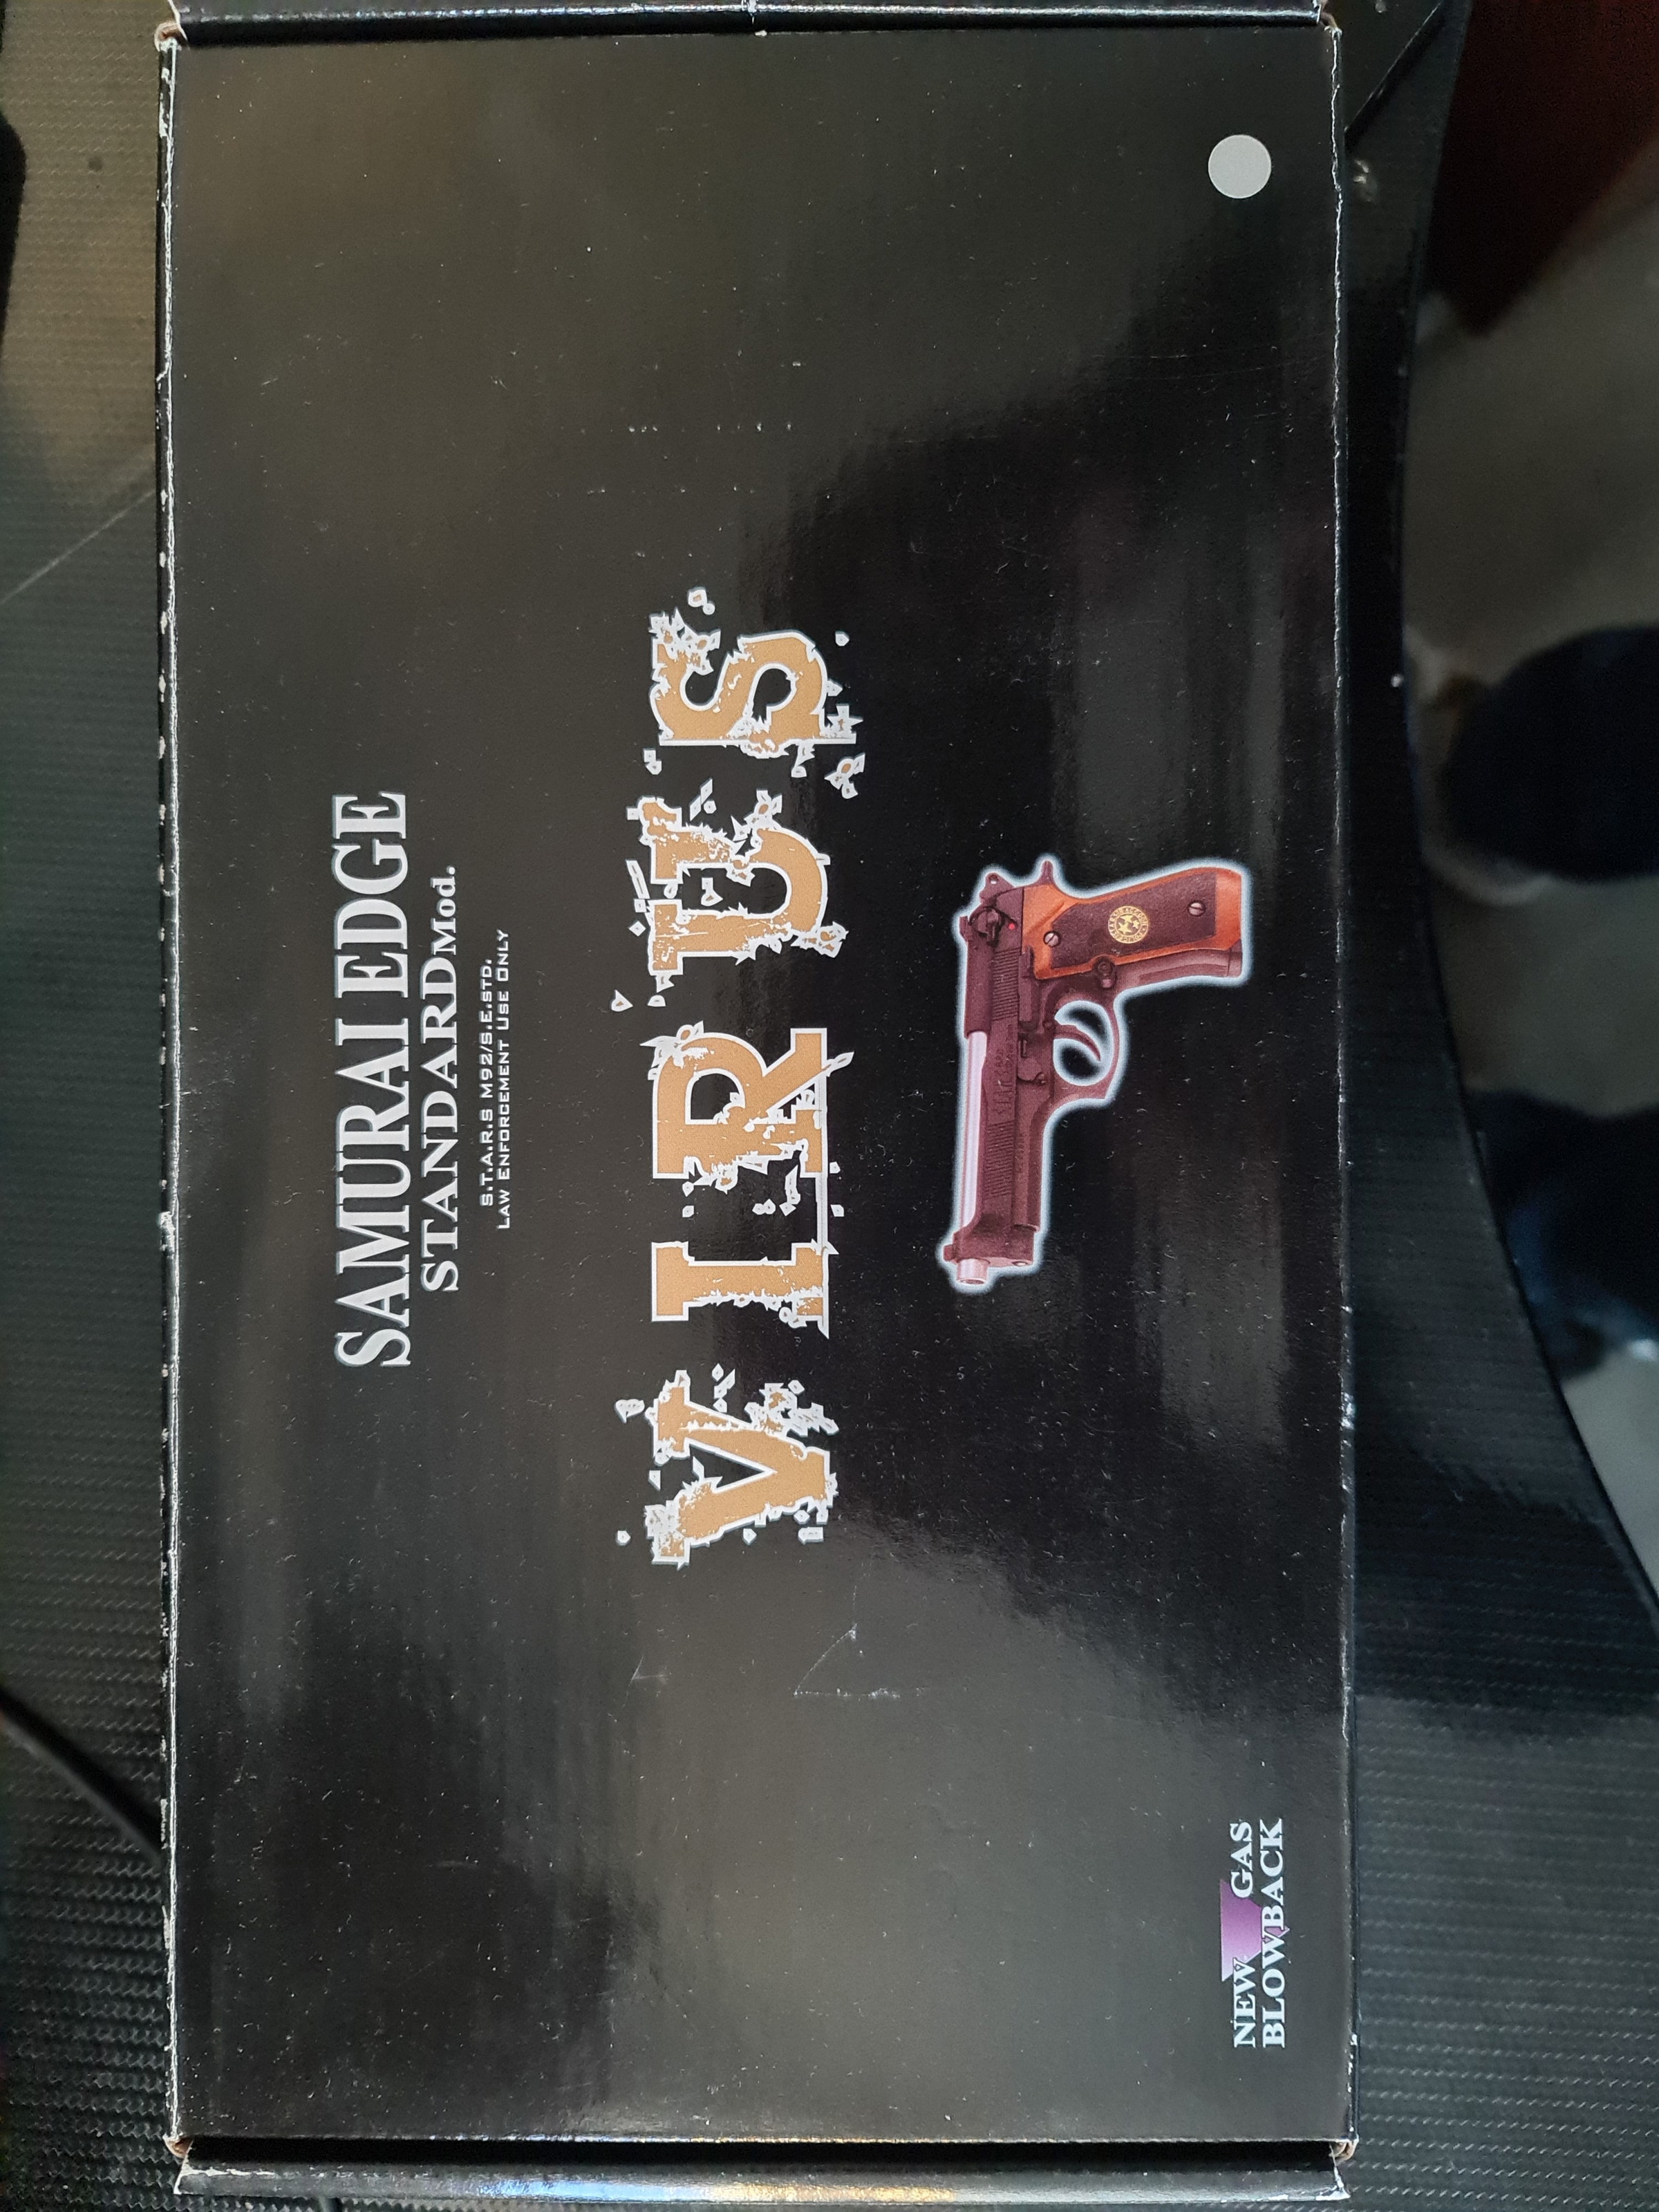 SAMURAI EDGE
STANDARD Mod.
S.T.A.R.S M92/S.E.STD.
LAW ENFORCEMENT USE ONLY
VIRUS
NEW GAS
BLOWBACK